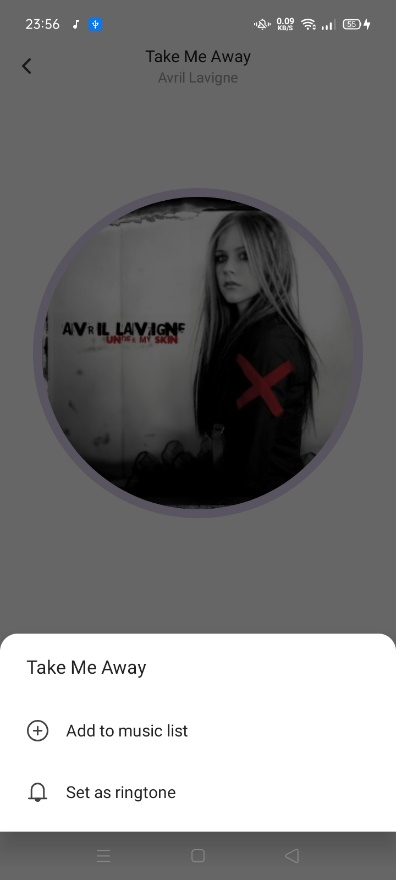 23:56
0.09
KB/S
55
Take Me Away
Avril Lavigne
AVRIL LAVIGNE
UNDER MY SKIN
Take Me Away
Add to music list
Set as ringtone